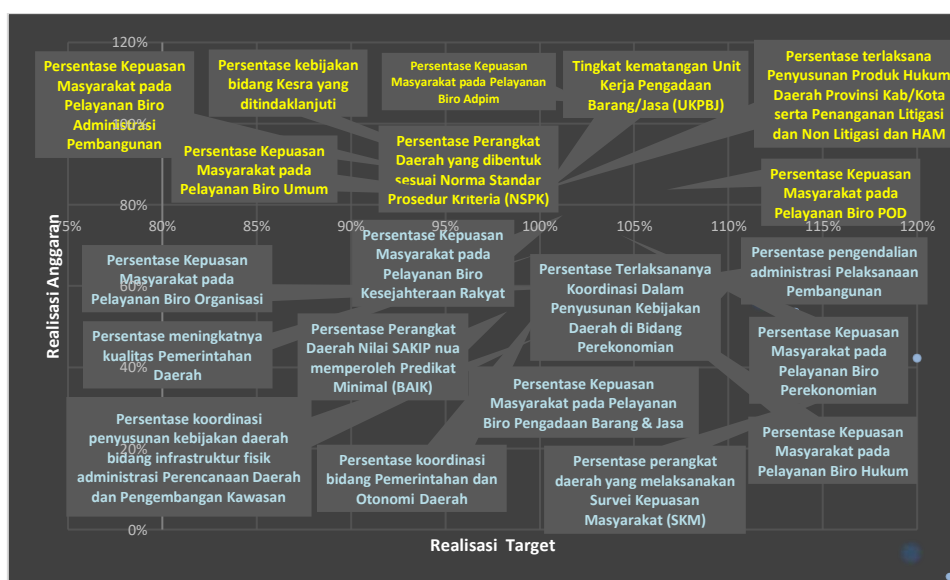 120%
Persentase Kepuasan
Masyarakat pada
Pelayanan Biro
Administrasi
Pembangunan
Persentase kebijakan
bidang Kesra yang
ditindaklanjuti
Persentase Kepuasan
Masyarakat pada Pelayanan
Biro Adpim
Tingkat kematangan Unit
Kerja Pengadaan
Barang/Jasa (UKPBJ)
Persentase terlaksana
Penyusunan Produk Hukum
Daerah Provinsi Kab/Kota
serta Penanganan Litigasi
dan Non Litigasi dan HAM
100%
Persentase Kepuasan
Masyarakat pada
Pelayanan Biro Umum
Persentase Perangkat
Daerah yang dibentuk
sesuai Norma Standar
Prosedur Kriteria (NSPK)
Persentase Kepuasan
Masyarakat pada
Pelayanan Biro POD
80%
75% 80% 85% 90% 95% 100% 105% 110% 115% 120%
Persentase Kepuasan
Masyarakat pada
Pelayanan Biro Organisasi
Persentase Kepuasan
Masyarakat pada
Pelayanan Biro
Kesejahteraan Rakyat
Persentase Terlaksananya
Koordinasi Dalam
Penyusunan Kebijakan
Daerah di Bidang
Perekonomian
Persentase pengendalian
administrasi Pelaksanaan
Pembangunan
60%
Persentase meningkatnya
kualitas Pemerintahan
Daerah
Persentase Perangkat
Daerah Nilai SAKIP nua
memperoleh Predikat
Minimal (BAIK)
Persentase Kepuasan
Masyarakat pada
Pelayanan Biro
Perekonomian
40%
Persentase Kepuasan
Masyarakat pada Pelayanan
Biro Pengadaan Barang & Jasa
Persentase koordinasi
penyusunan kebijakan daerah
bidang infrastruktur fisik
administrasi Perencanaan Daerah
dan Pengembangan Kawasan
Persentase Kepuasan
Masyarakat pada
Pelayanan Biro Hukum
20%
Persentase koordinasi
bidang Pemerintahan dan
Otonomi Daerah
Persentase perangkat
daerah yang melaksanakan
Survei Kepuasan
Masyarakat (SKM)
0%
Realisasi Anggaran
Realisasi Target